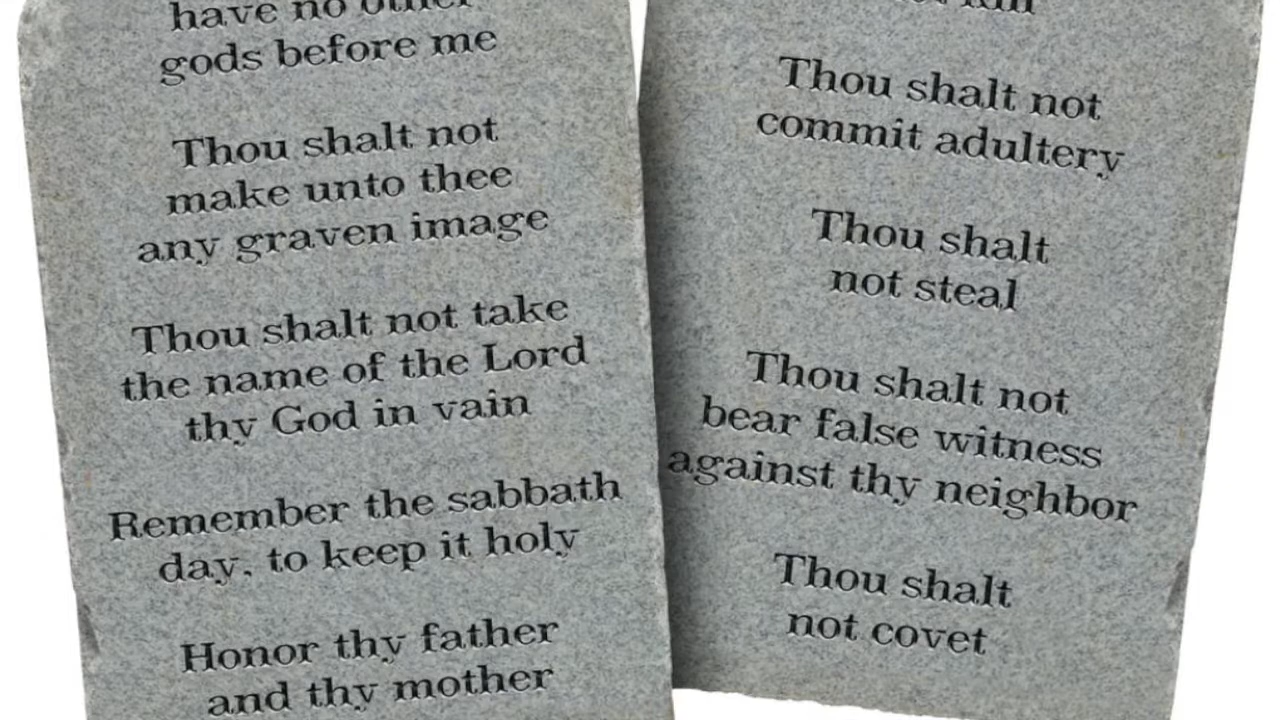 have no other
gods before me
Thou shalt not
make unto thee
any graven image
Thou shalt not take
the name of the Lord
thy God in vain
Remember the sabbath
day, to keep it holy
Honor thy father
and thy mother
not kill
Thou shalt not
commit adultery
Thou shalt
not steal
Thou shalt not
bear false witness
against thy neighbor
Thou shalt
not covet